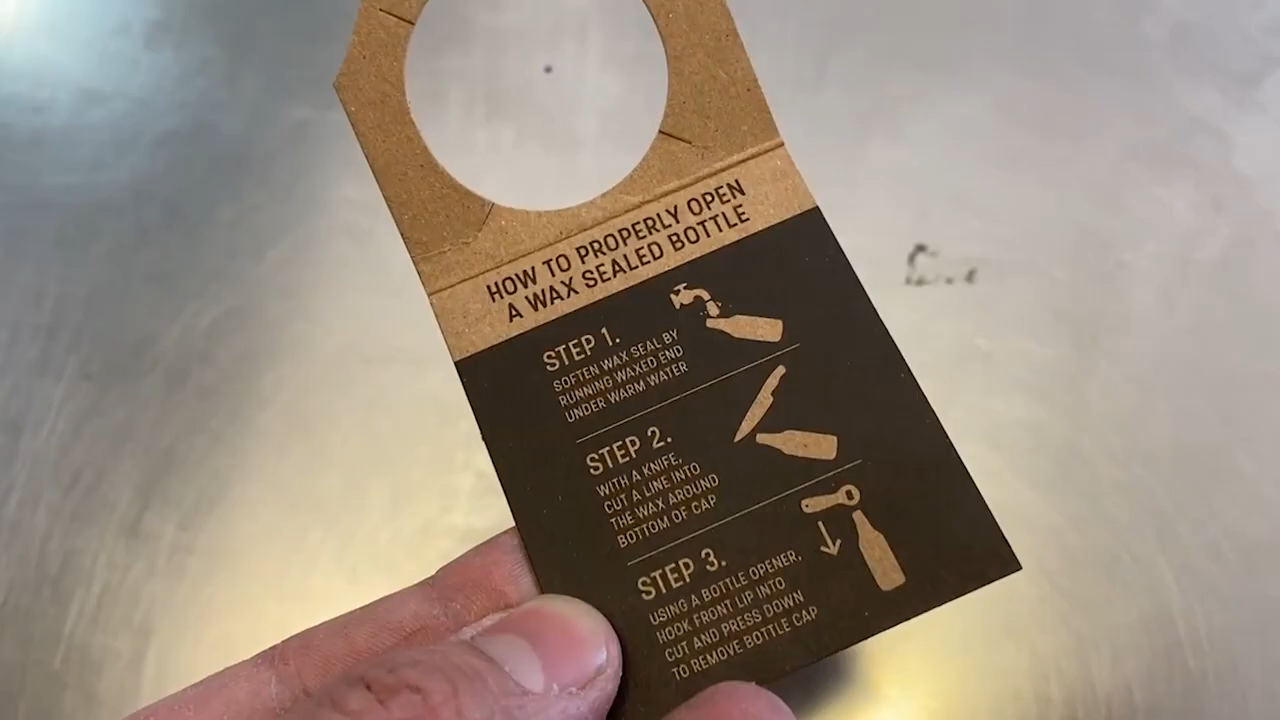 HOW TO PROPERLY OPEN
A WAX SEALED BOTTLE
STEP 1.
SOFTEN WAX SEAL BY
RUNNING WAXED END
UNDER WARM WATER
STEP 2.
WITH A KNIFE,
CUT A LINE INTO
THE WAX AROUND
BOTTOM OF CAP
STEP 3.
USING A BOTTLE OPENER,
HOOK FRONT LIP INTO
CUT AND PRESS DOWN
TO REMOVE BOTTLE CAP